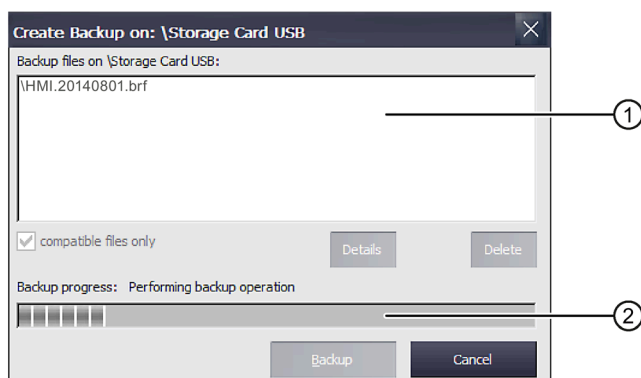 Create Backup on: \Storage Card USB
Backup files on \Storage Card USB:
\HMI.20140801.brf
1
compatible files only
Details
Delete
Backup progress: Performing backup operation
2
Backup
Cancel